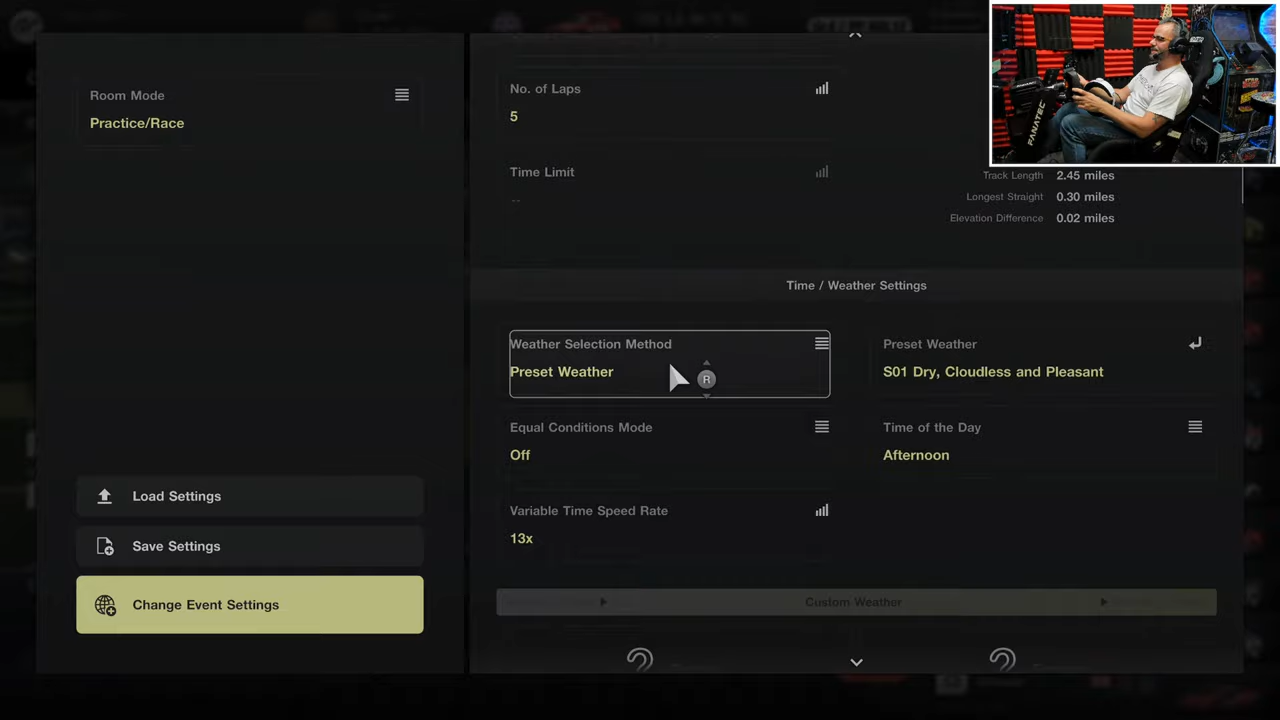 Room Mode
Practice/Race
Load Settings
Save Settings
Change Event Settings
No. of Laps
5
Time Limit
--
Track Length 2.45 miles
Longest Straight 0.30 miles
Elevation Difference 0.02 miles
Time / Weather Settings
Weather Selection Method
Preset Weather
R
Preset Weather
S01 Dry, Cloudless and Pleasant
Equal Conditions Mode
Off
Time of the Day
Afternoon
Variable Time Speed Rate
13x
Custom Weather
FANATEC